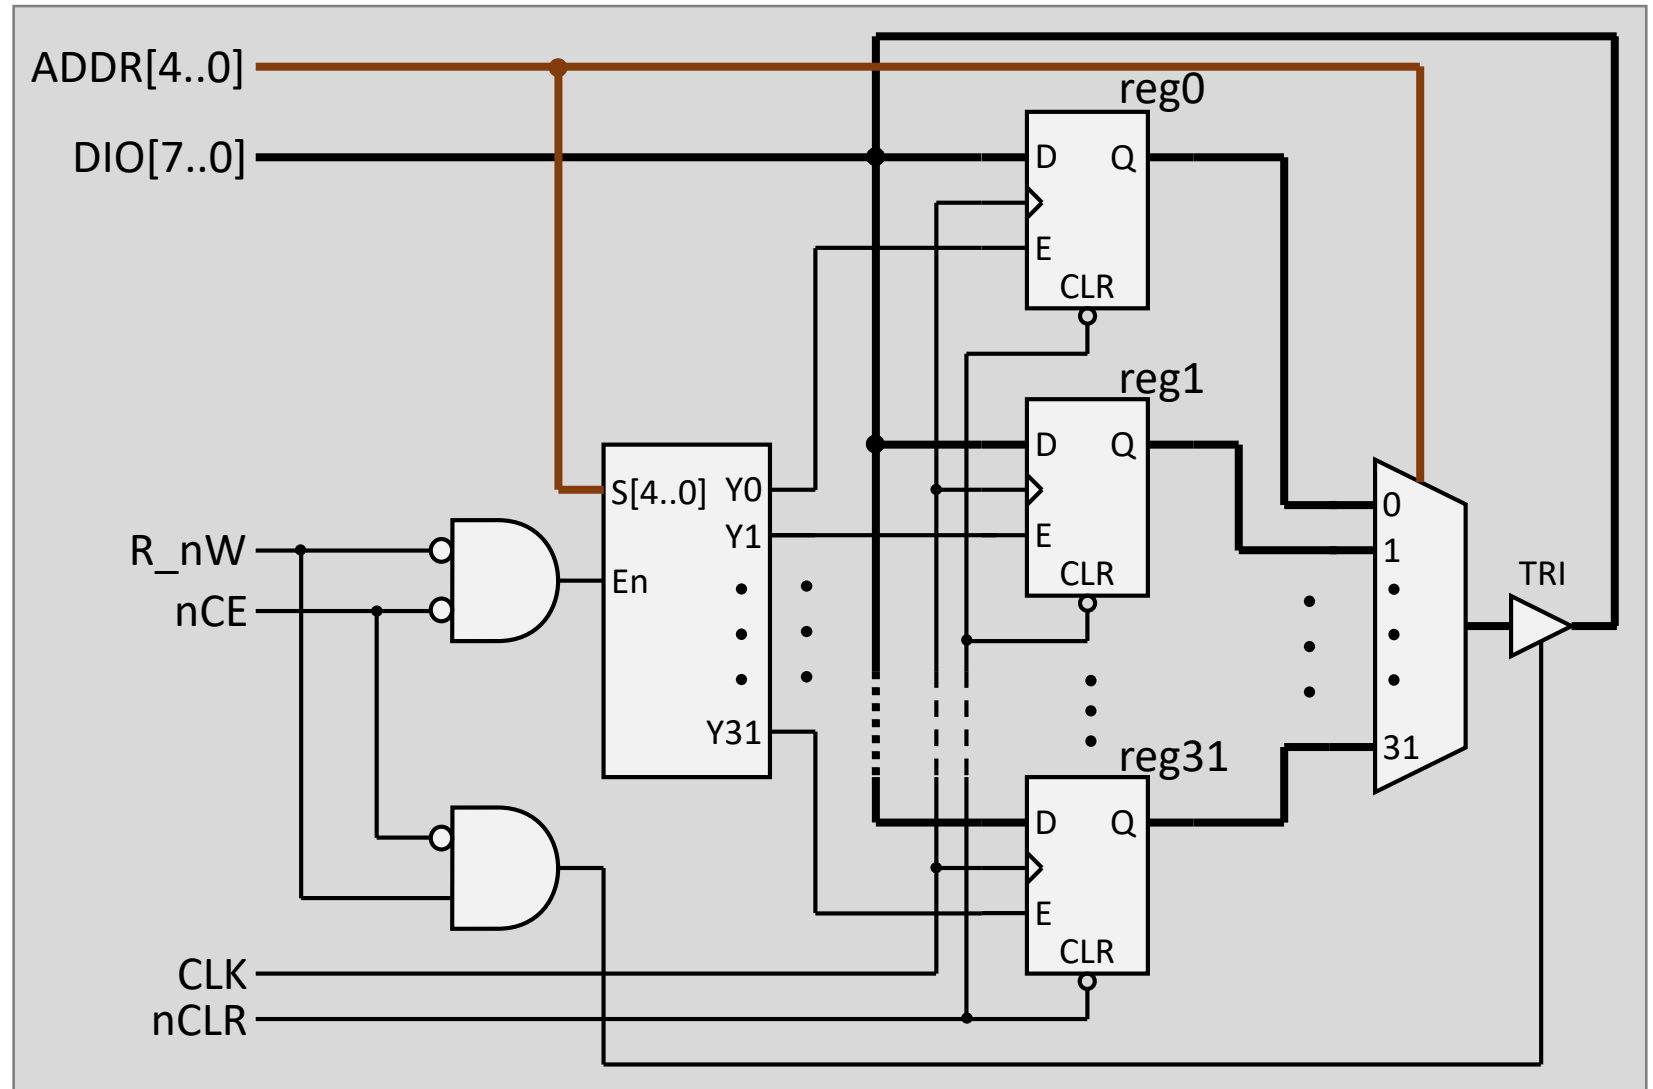 ADDR[4..0]
reg0
DIO[7..0]
D Q
E
CLR
reg1
D Q
S[4..0] Y0
0
R_nW
Y1
E
1
CLR
TRI
En
nCE
Y31
reg31
31
D Q
E
CLR
CLK
nCLR